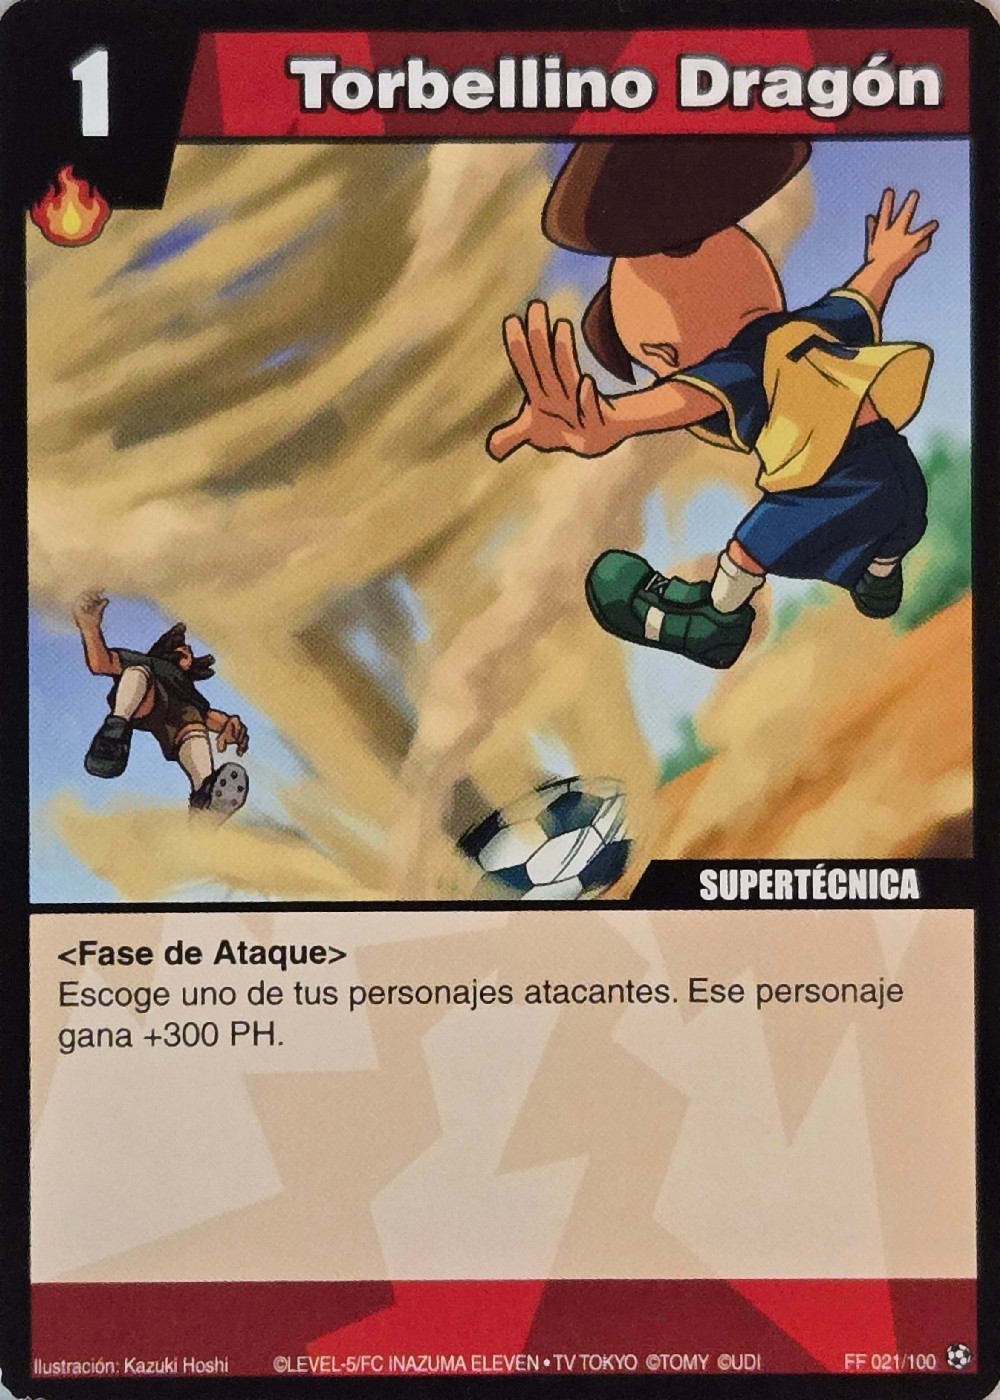 1
Torbellino Dragón
SUPERTÉCNICA
<Fase de Ataque>
Escoge uno de tus personajes atacantes. Ese personaje
gana +300 PH.
Ilustración: Kazuki Hoshi ©LEVEL-5/FC INAZUMA ELEVEN • TV TOKYO ©TOMY ©UDI FF 021/100